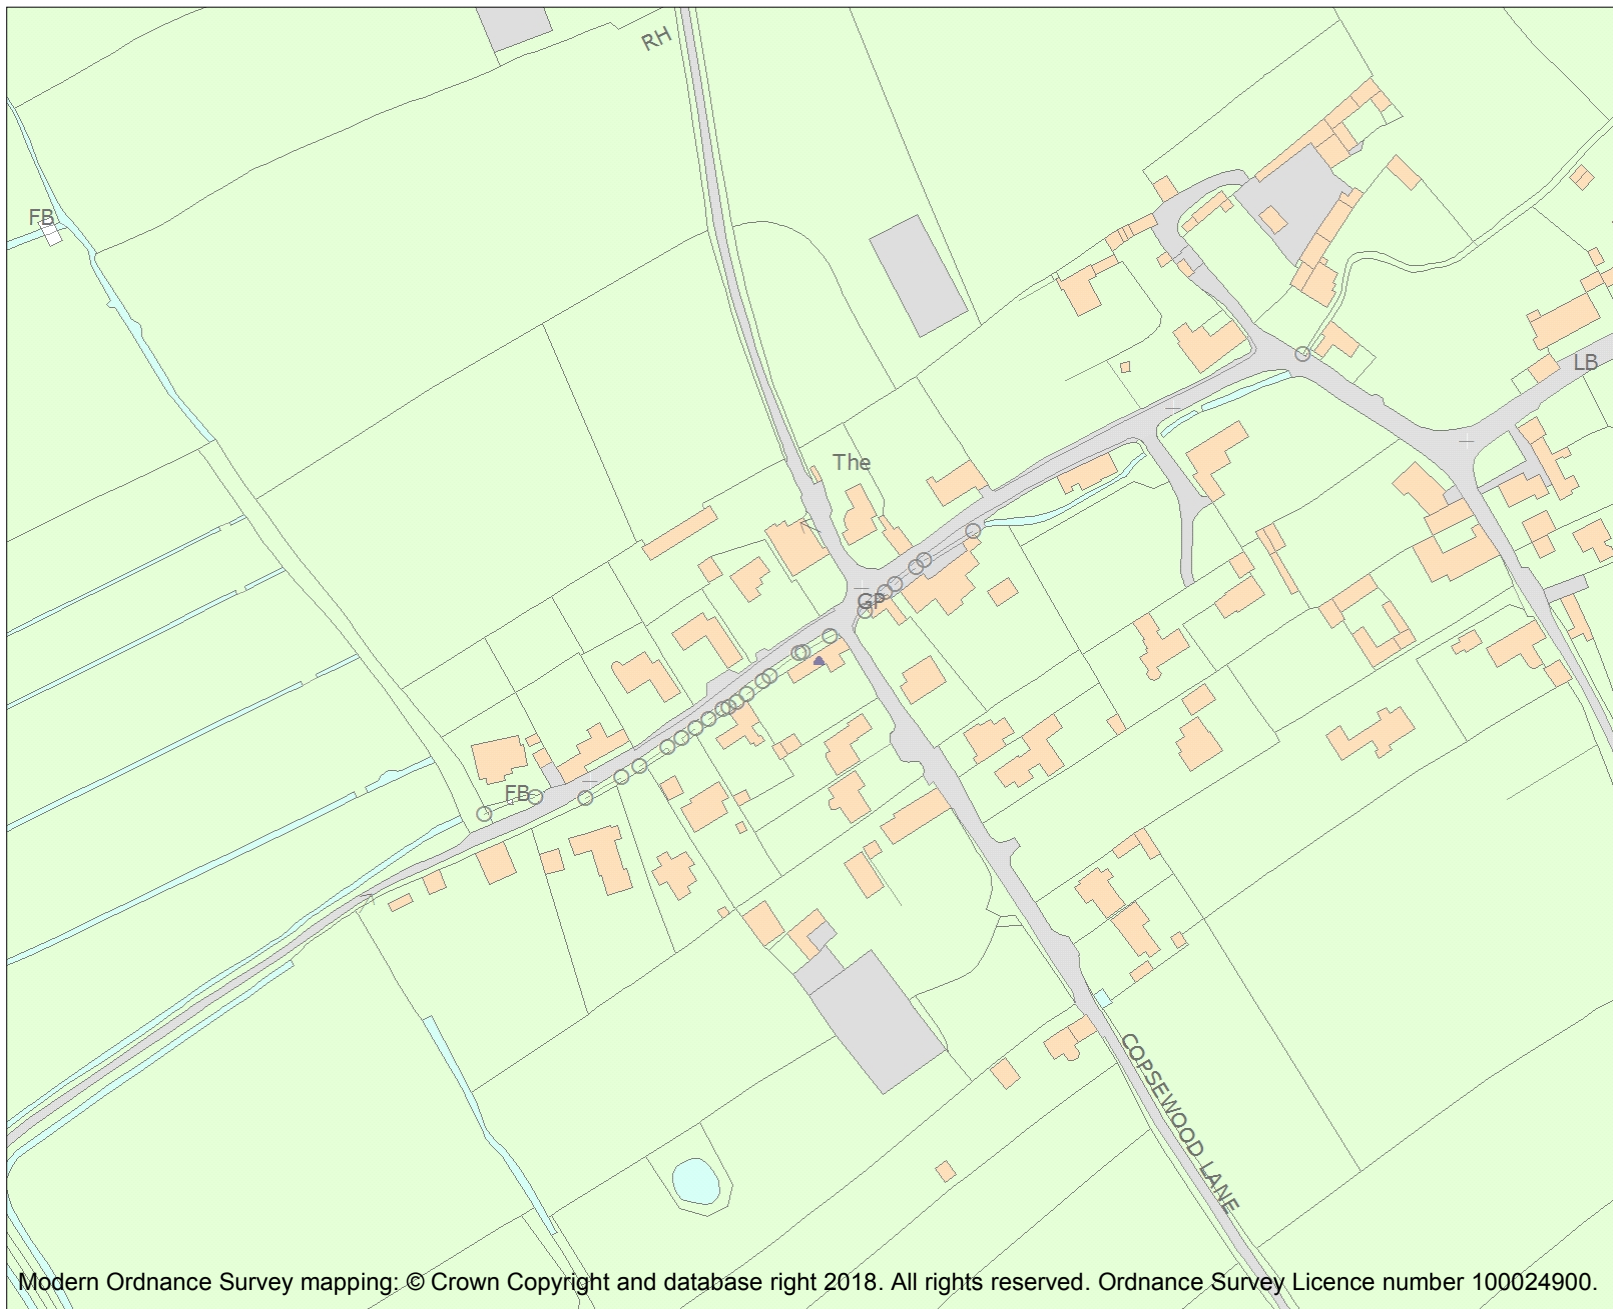 RH
FB
LB
The
GP
FB
COPSEWOOD LANE
Modern Ordnance Survey mapping: © Crown Copyright and database right 2018. All rights reserved. Ordnance Survey Licence number 100024900.